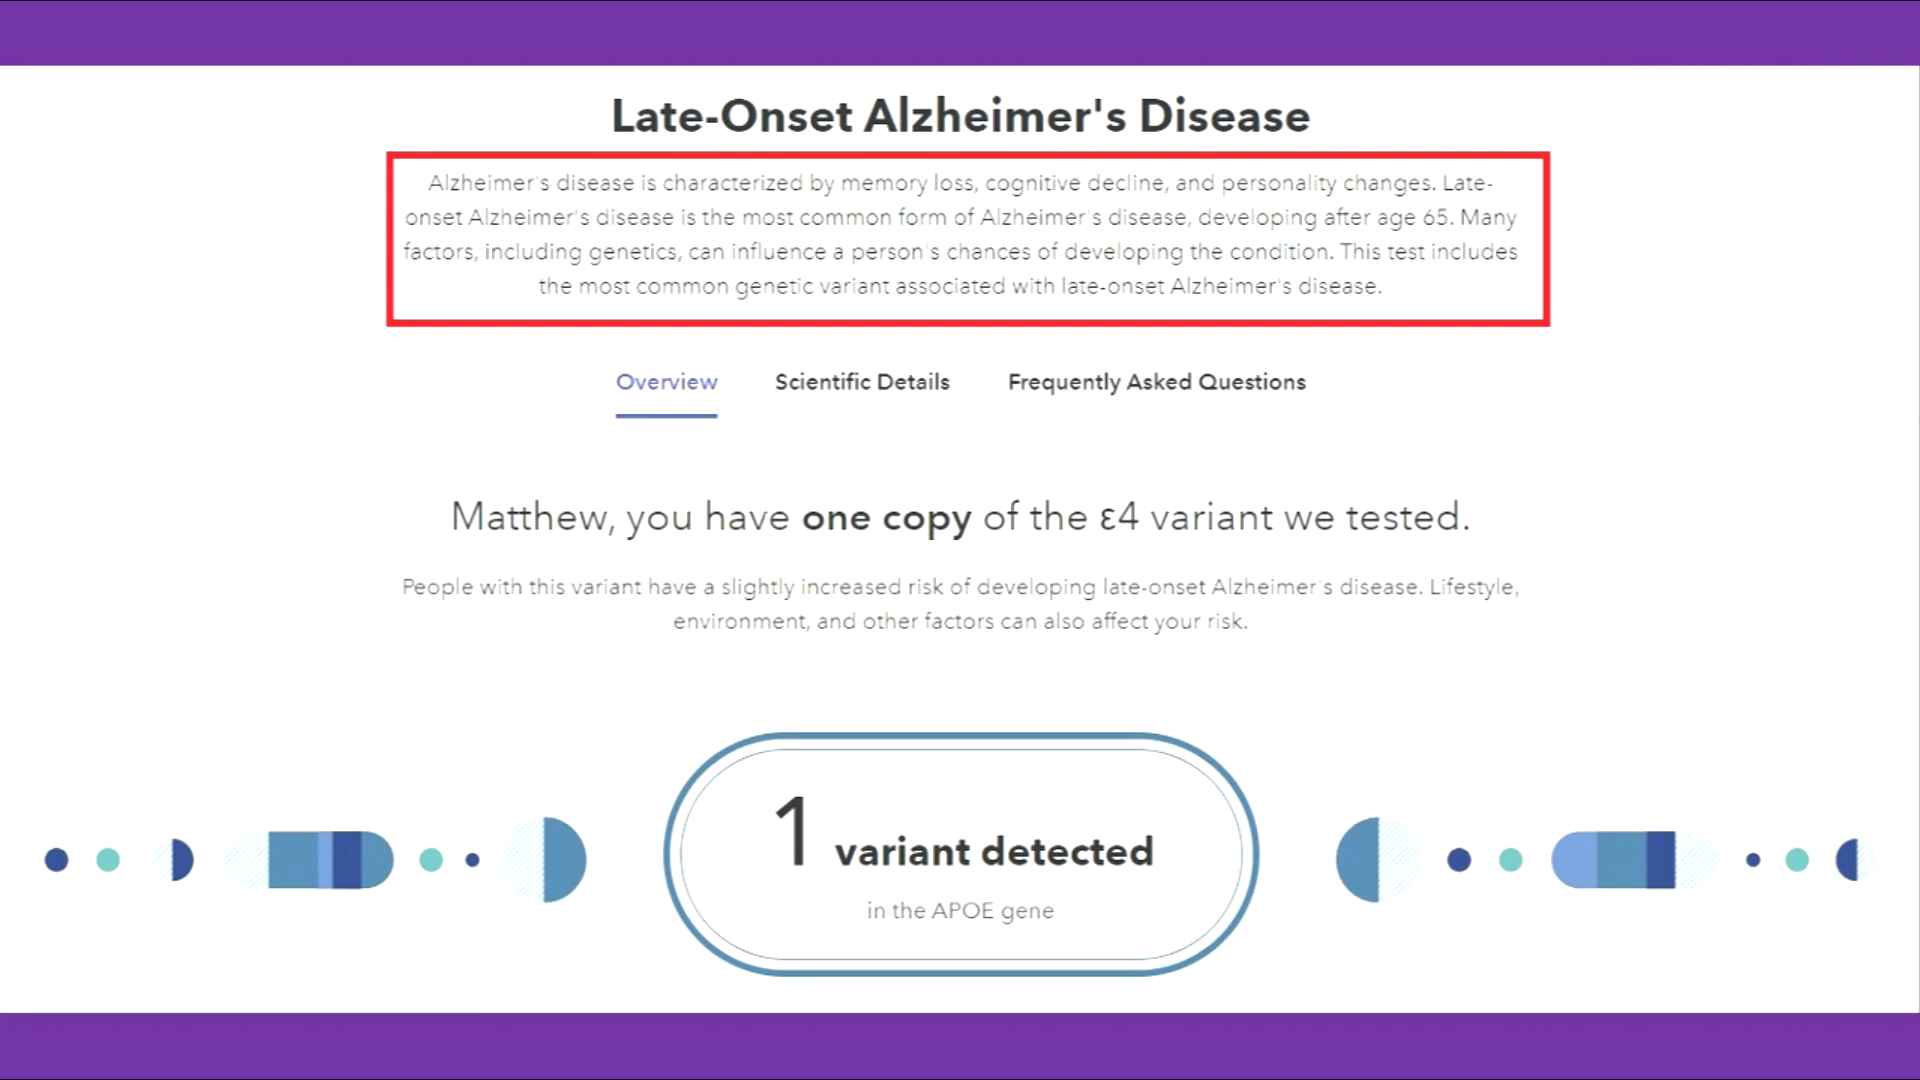 Late-Onset Alzheimer's Disease
Alzheimer's disease is characterized by memory loss, cognitive decline, and personality changes. Late-
onset Alzheimer's disease is the most common form of Alzheimer's disease, developing after age 65. Many
factors, including genetics, can influence a person's chances of developing the condition. This test includes
the most common genetic variant associated with late-onset Alzheimer's disease.
Overview Scientific Details Frequently Asked Questions
Matthew, you have one copy of the ε4 variant we tested.
People with this variant have a slightly increased risk of developing late-onset Alzheimer's disease. Lifestyle,
environment, and other factors can also affect your risk.
1 variant detected
in the APOE gene